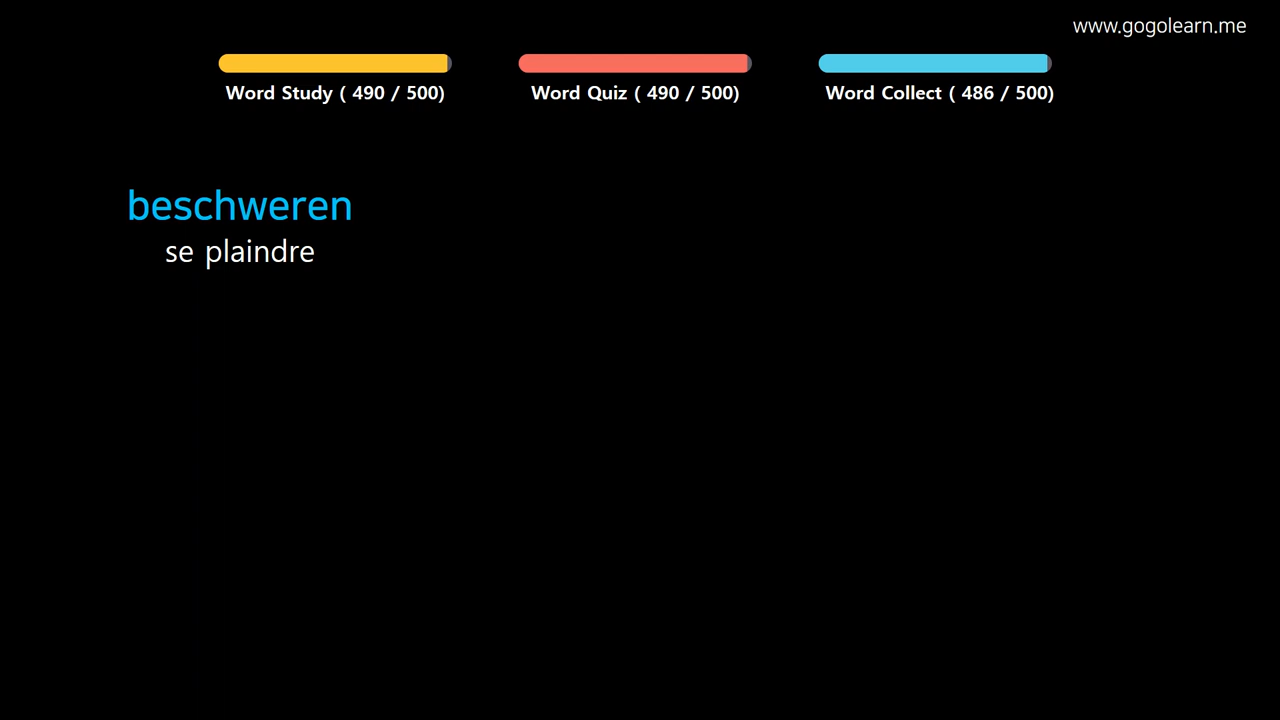 www.gogolearn.me
Word Study ( 490 / 500) Word Quiz ( 490 / 500) Word Collect ( 486 / 500)
beschweren
se plaindre